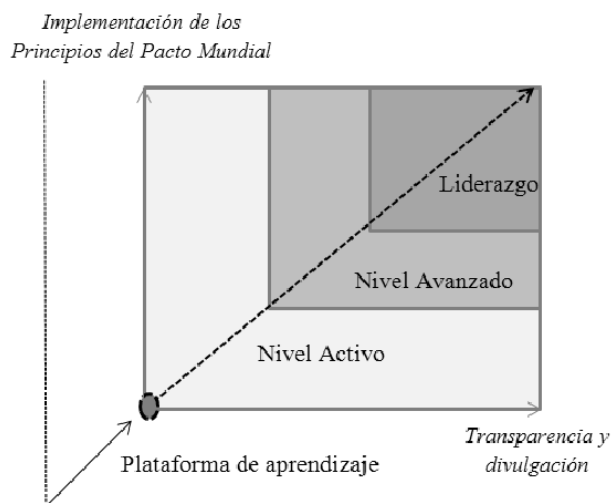 Implementación de los
Principios del Pacto Mundial
Liderazgo
Nivel Avanzado
Nivel Activo
Transparencia y
divulgación
Plataforma de aprendizaje